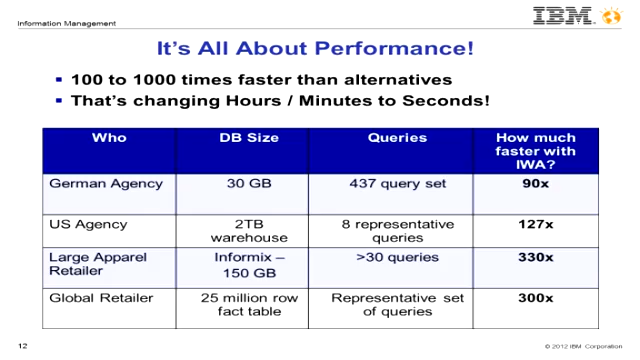 Information Management
IBM
It's All About Performance!
▪ 100 to 1000 times faster than alternatives
▪ That's changing Hours / Minutes to Seconds!
Who DB Size Queries How much
faster with
IWA?
German Agency 30 GB 437 query set 90x
US Agency 2TB 8 representative 127x
warehouse queries
Large Apparel Informix – >30 queries 330x
Retailer 150 GB
Global Retailer 25 million row Representative set 300x
fact table of queries
12 © 2012 IBM Corporation